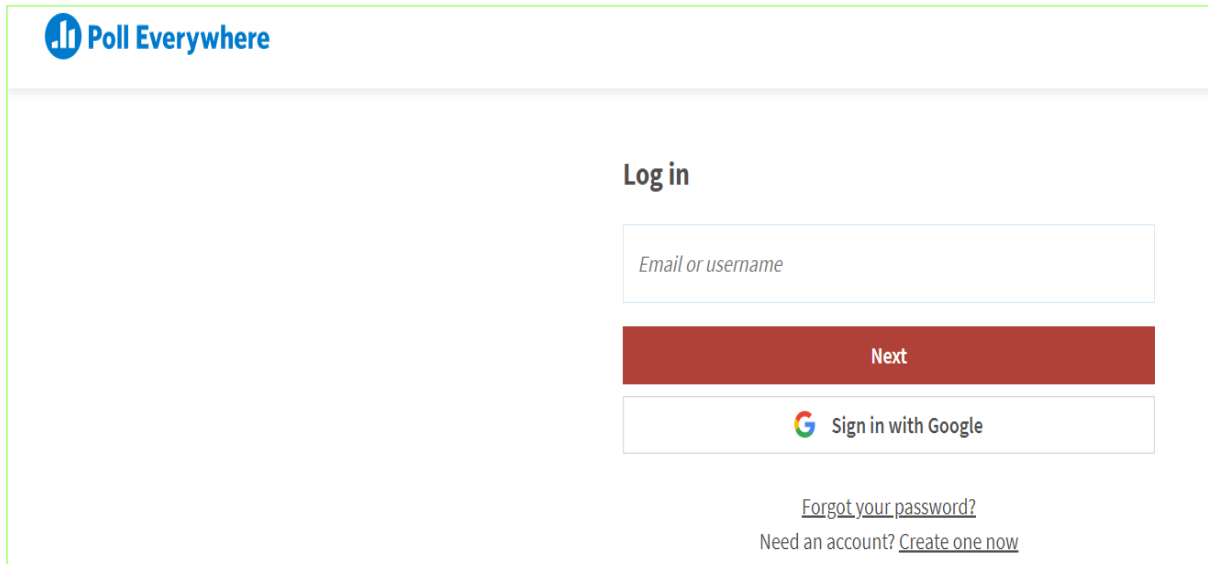 Poll Everywhere
Log in
Email or username
Next
Sign in with Google
Forgot your password?
Need an account? Create one now